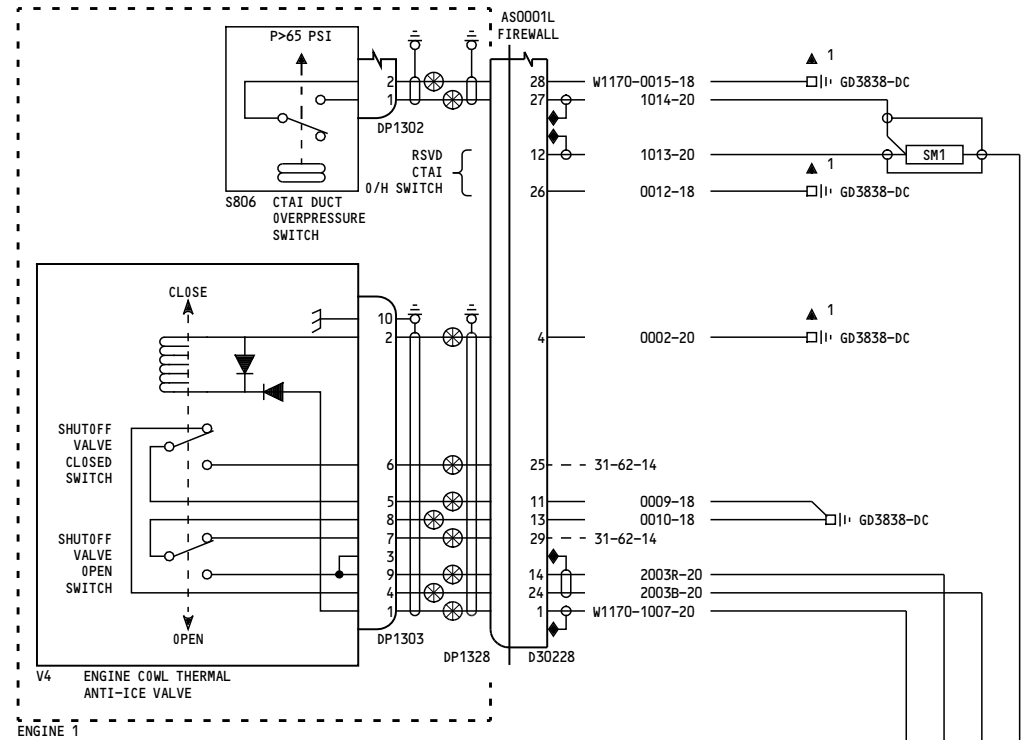 AS0001L
FIREWALL
P>65 PSI
1
2
28
W1170-0015-18
GD3838-DC
1
27
1014-20
DP1302
RSVD
CTAI
O/H SWITCH
12
1013-20
SM1
1
26
0012-18
GD3838-DC
S806
CTAI DUCT
OVERPRESSURE
SWITCH
CLOSE
10
1
2
4
0002-20
GD3838-DC
SHUTOFF
VALVE
CLOSED
SWITCH
6
25
31-62-14
5
11
0009-18
8
13
0010-18
GD3838-DC
SHUTOFF
VALVE
OPEN
SWITCH
7
29
31-62-14
3
9
14
2003R-20
4
24
2003B-20
1
1
W1170-1007-20
OPEN
DP1303
DP1328
D30228
V4
ENGINE COWL THERMAL
ANTI-ICE VALVE
ENGINE 1